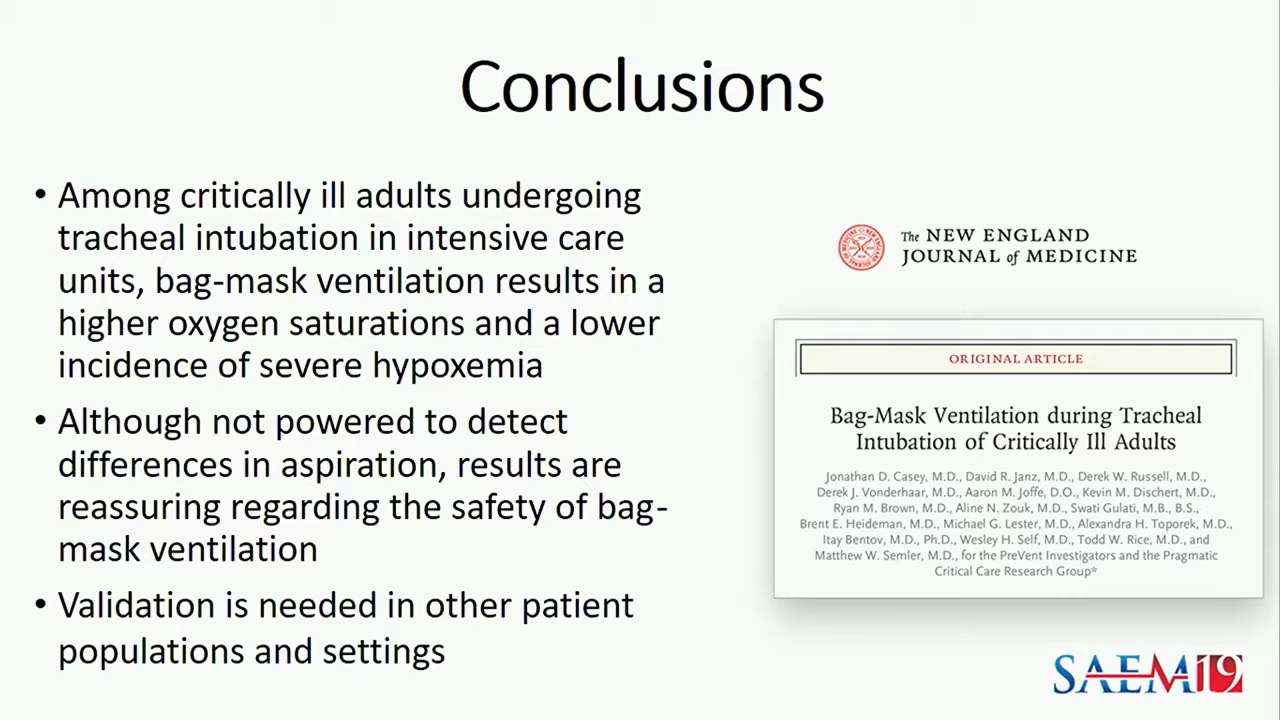 Conclusions
• Among critically ill adults undergoing
tracheal intubation in intensive care
units, bag-mask ventilation results in a
higher oxygen saturations and a lower
incidence of severe hypoxemia
• Although not powered to detect
differences in aspiration, results are
reassuring regarding the safety of bag-
mask ventilation
• Validation is needed in other patient
populations and settings
The NEW ENGLAND
JOURNAL of MEDICINE
ORIGINAL ARTICLE
Bag-Mask Ventilation during Tracheal
Intubation of Critically Ill Adults
Jonathan D. Casey, M.D., David R. Janz, M.D., Derek W. Russell, M.D.,
Derek J. Vonderhaar, M.D., Aaron M. Joffe, D.O., Kevin M. Dischert, M.D.,
Ryan M. Brown, M.D., Aline N. Zouk, M.D., Swati Gulati, M.B., B.S.,
Brent E. Heideman, M.D., Michael G. Lester, M.D., Alexandra H. Toporek, M.D.,
Itay Bentov, M.D., Ph.D., Wesley H. Self, M.D., Todd W. Rice, M.D., and
Matthew W. Semler, M.D., for the PreVent Investigators and the Pragmatic
Critical Care Research Group*
SAEM19